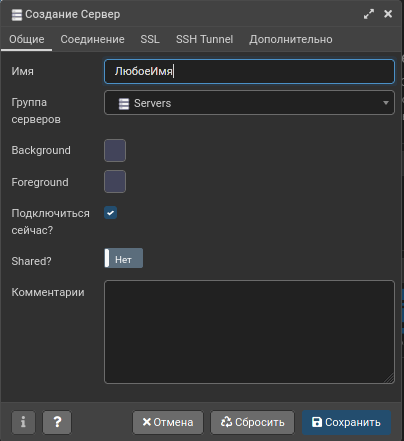 Создание Сервер
Общие Соединение SSL SSH Tunnel Дополнительно
Имя ЛюбоеИмя
Группа серверов Servers
Background
Foreground
Подключиться сейчас?
Shared? Нет
Комментарии
i ? Отмена Сбросить Сохранить